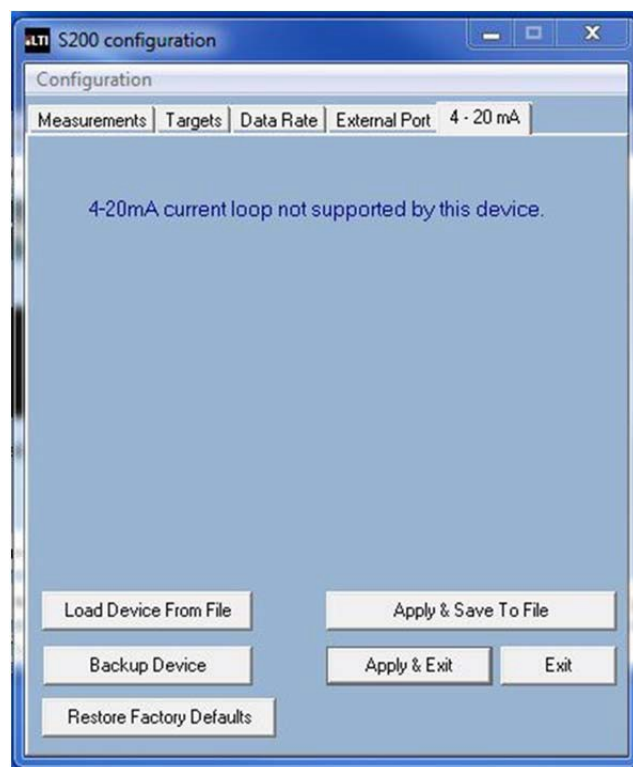 LTI S200 configuration
Configuration
Measurements Targets Data Rate External Port 4 - 20 mA
4-20mA current loop not supported by this device.
Load Device From File Apply & Save To File
Backup Device Apply & Exit Exit
Restore Factory Defaults